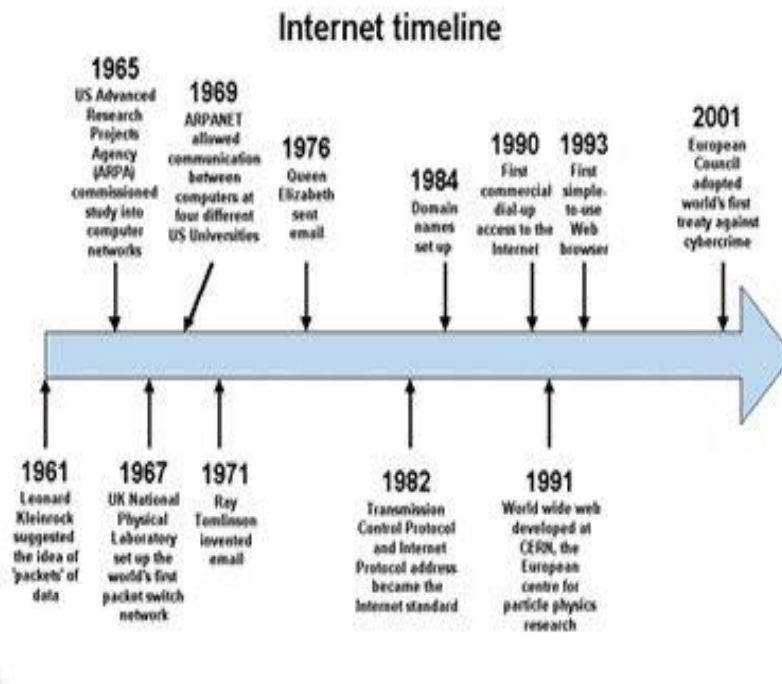 Internet timeline
1965
US Advanced
Research
Projects
Agency
(ARPA)
commissioned
study into
computer
networks
1969
ARPANET
allowed
communication
between
computers at
four different
US Universities
1976
Queen
Elizabeth
sent
email
1984
Domain
names
set up
1990
First
commercial
dial-up
access to the
Internet
1993
First
simple-
to-use
Web
browser
2001
European
Council
adopted
world's first
treaty against
cybercrime
1961
Leonard
Kleinrock
suggested
the idea of
'packets' of
data
1967
UK National
Physical
Laboratory
set up the
world's first
packet switch
network
1971
Ray
Tomlinson
invented
email
1982
Transmission
Control Protocol
and Internet
Protocol address
became the
Internet standard
1991
World wide web
developed at
CERN, the
European
centre for
particle physics
research